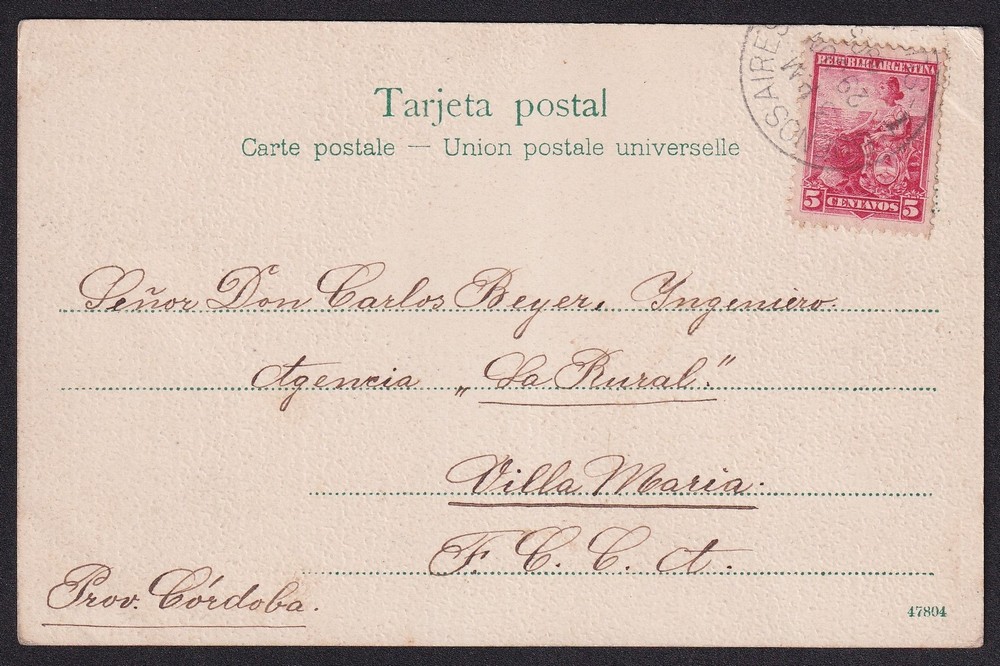 Tarjeta postal
Carte postale — Union postale universelle
REPUBLICA ARGENTINA
5 CENTAVOS 5
Señor Don Carlos Beyer, Yngeniero
Agencia „La Rural".
Villa Maria.
F. C. C. A.
Prov. Córdoba.
47804